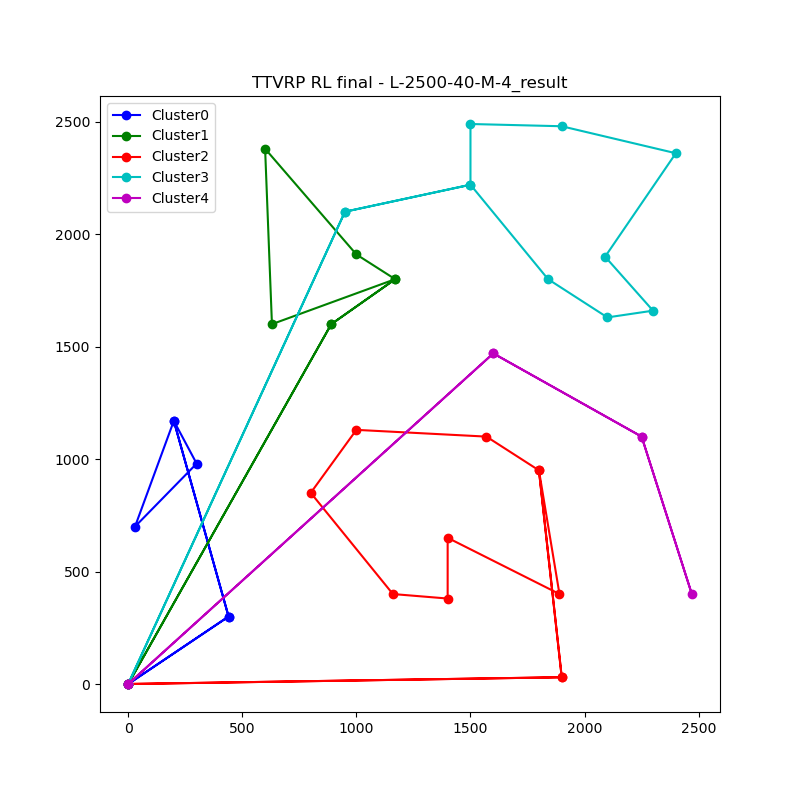 TTVRP RL final - L-2500-40-M-4_result
Cluster0
Cluster1
Cluster2
Cluster3
Cluster4
2500
2000
1500
1000
500
0
0 500 1000 1500 2000 2500